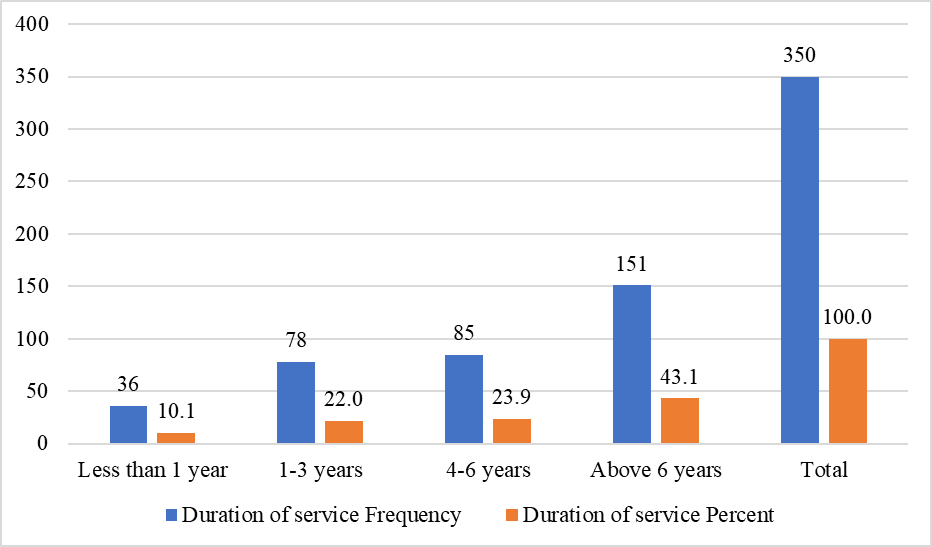 400
350
350
300
250
200
151
150
100.0
78
85
100
43.1
36
22.0
23.9
50
10.1
0
Less than 1 year
1-3 years
4-6 years
Above 6 years
Total
Duration of service Frequency
Duration of service Percent